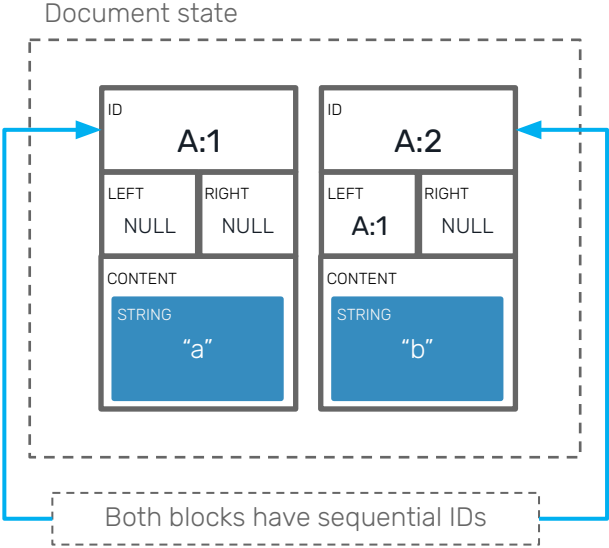 Document state
ID
A:1
ID
A:2
LEFT
NULL
RIGHT
NULL
LEFT
A:1
RIGHT
NULL
CONTENT
STRING
“a”
CONTENT
STRING
“b”
Both blocks have sequential IDs